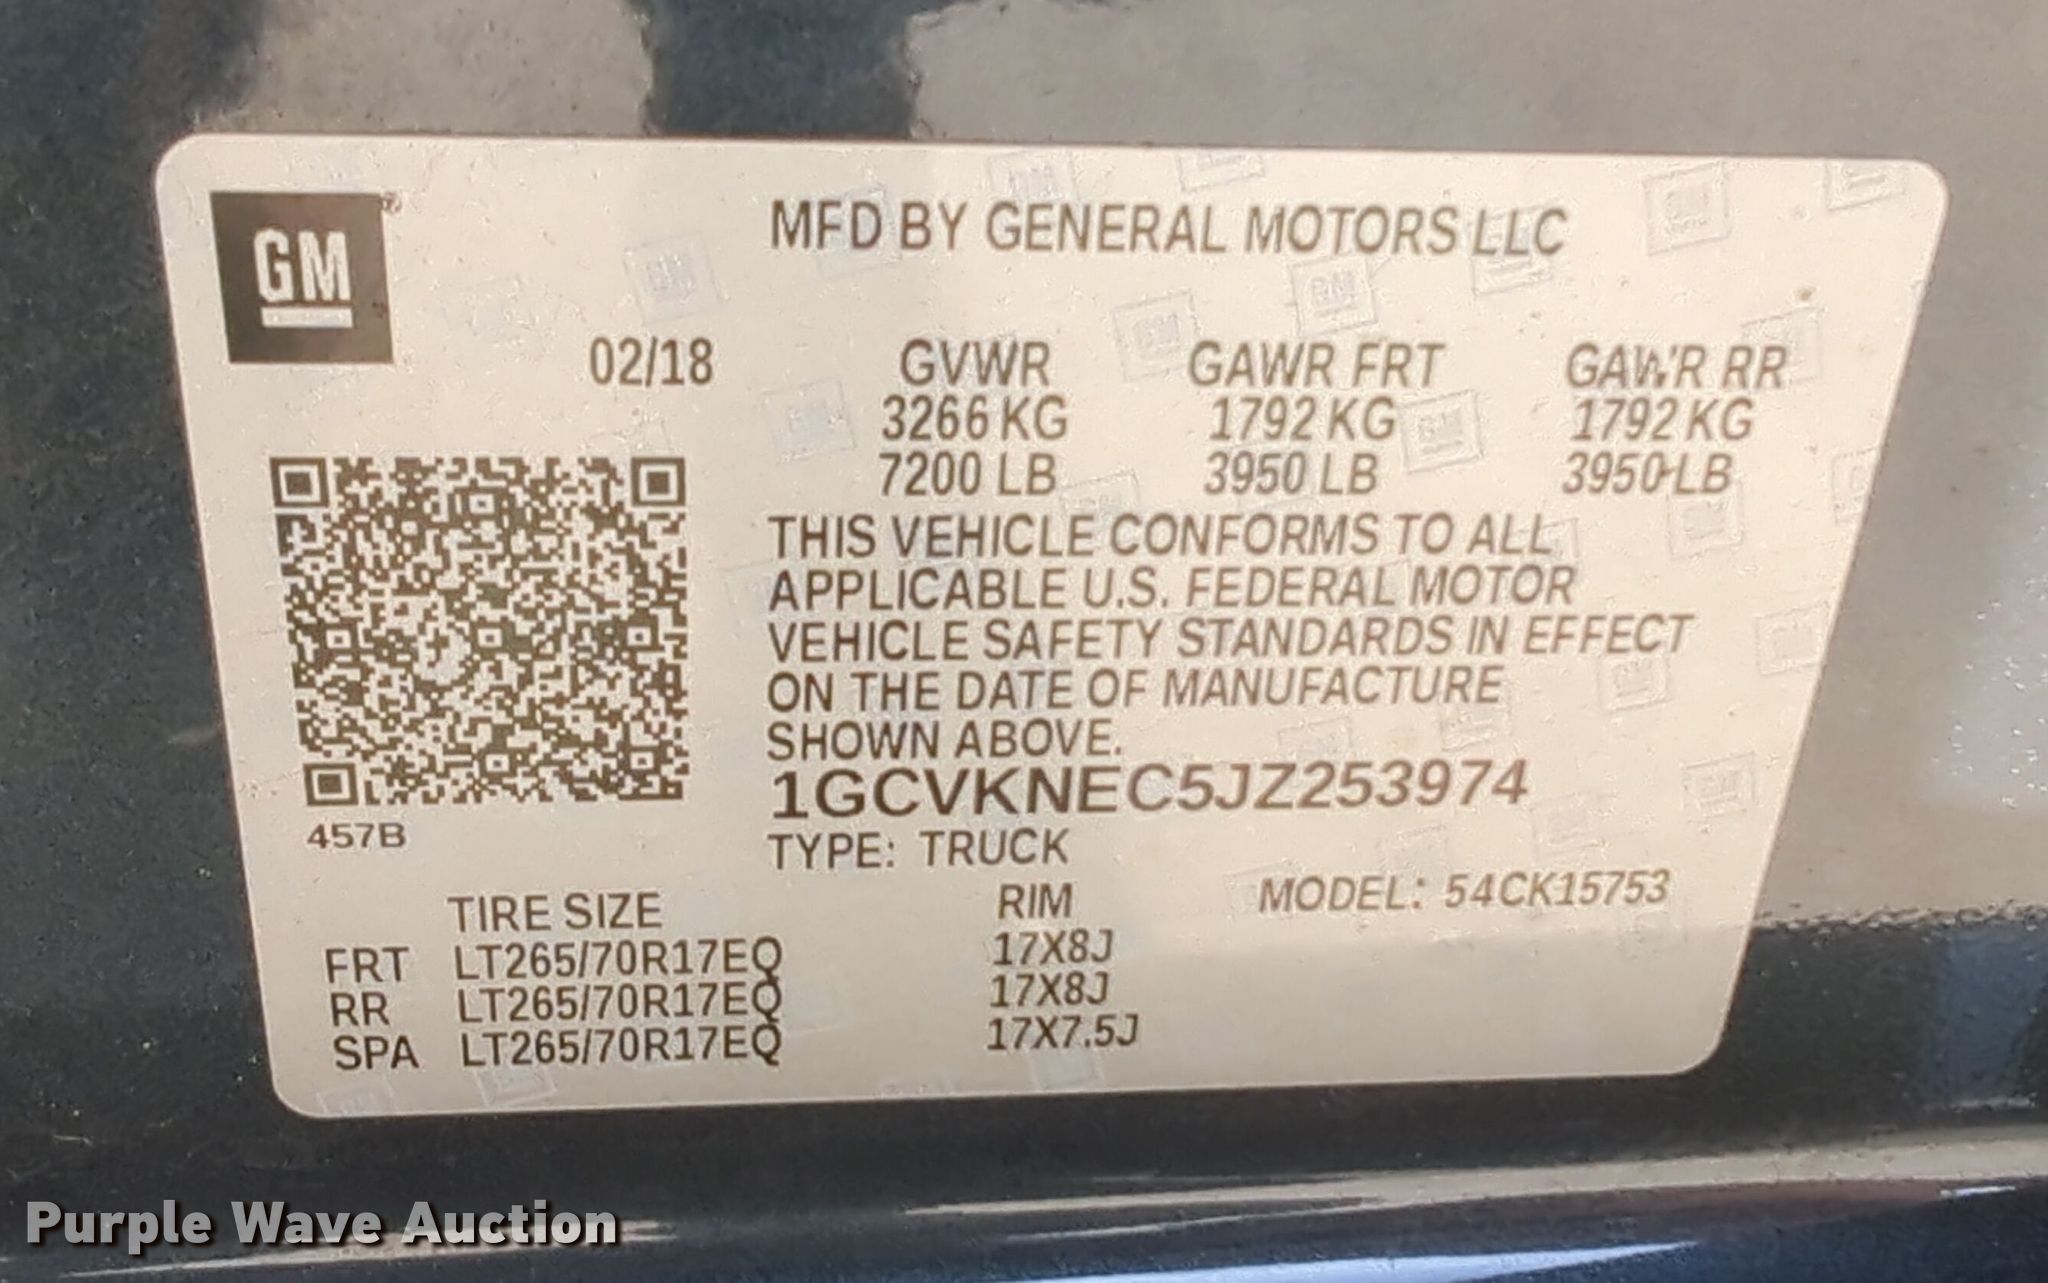 GM
MFD BY GENERAL MOTORS LLC
02/18 GVWR GAWR FRT GAWR RR
3266 KG 1792 KG 1792 KG
7200 LB 3950 LB 3950 LB
THIS VEHICLE CONFORMS TO ALL
APPLICABLE U.S. FEDERAL MOTOR
VEHICLE SAFETY STANDARDS IN EFFECT
ON THE DATE OF MANUFACTURE
SHOWN ABOVE.
1GCVKNEC5JZ253974
457B
TYPE: TRUCK
MODEL: 54CK15753
TIRE SIZE RIM
FRT LT265/70R17EQ 17X8J
RR LT265/70R17EQ 17X8J
SPA LT265/70R17EQ 17X7.5J
Purple Wave Auction